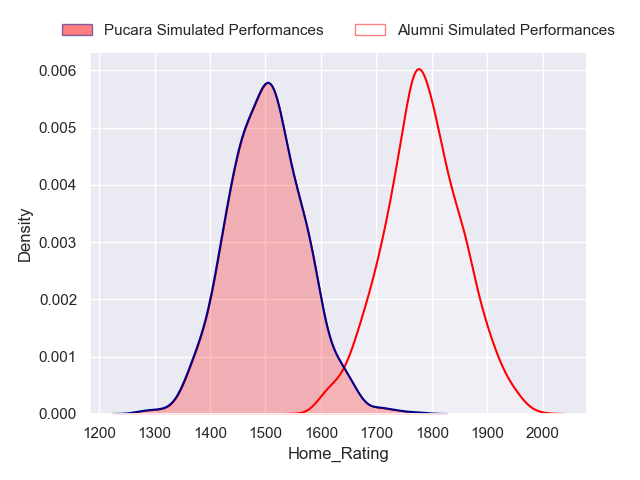 Pucara Simulated Performances Alumni Simulated Performances
0.006
0.005
0.004
0.003
0.002
0.001
0.000
Density
1200 1300 1400 1500 1600 1700 1800 1900 2000
Home_Rating